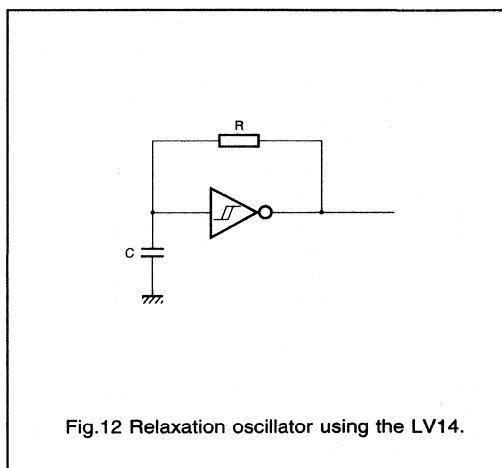 R
C
Fig.12 Relaxation oscillator using the LV14.